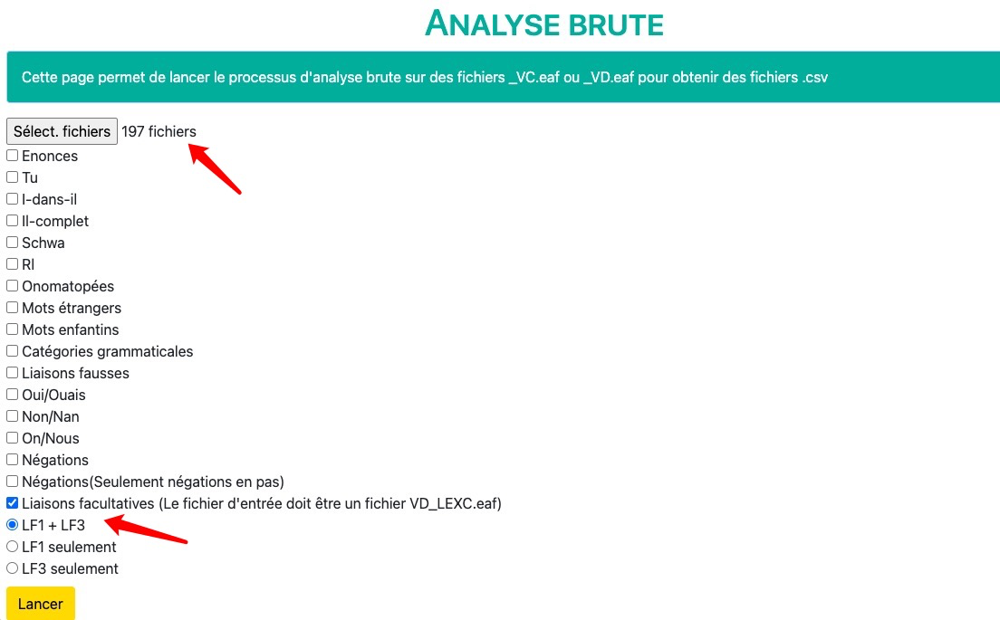 ANALYSE BRUTE
Cette page permet de lancer le processus d'analyse brute sur des fichiers _VC.eaf ou _VD.eaf pour obtenir des fichiers .csv
Sélect. fichiers 197 fichiers
Enonces
Tu
I-dans-il
Il-complet
Schwa
Rl
Onomatopées
Mots étrangers
Mots enfantins
Catégories grammaticales
Liaisons fausses
Oui/Ouais
Non/Nan
On/Nous
Négations
Négations(Seulement négations en pas)
Liaisons facultatives (Le fichier d'entrée doit être un fichier VD_LEXC.eaf)
LF1 + LF3
LF1 seulement
LF3 seulement
Lancer